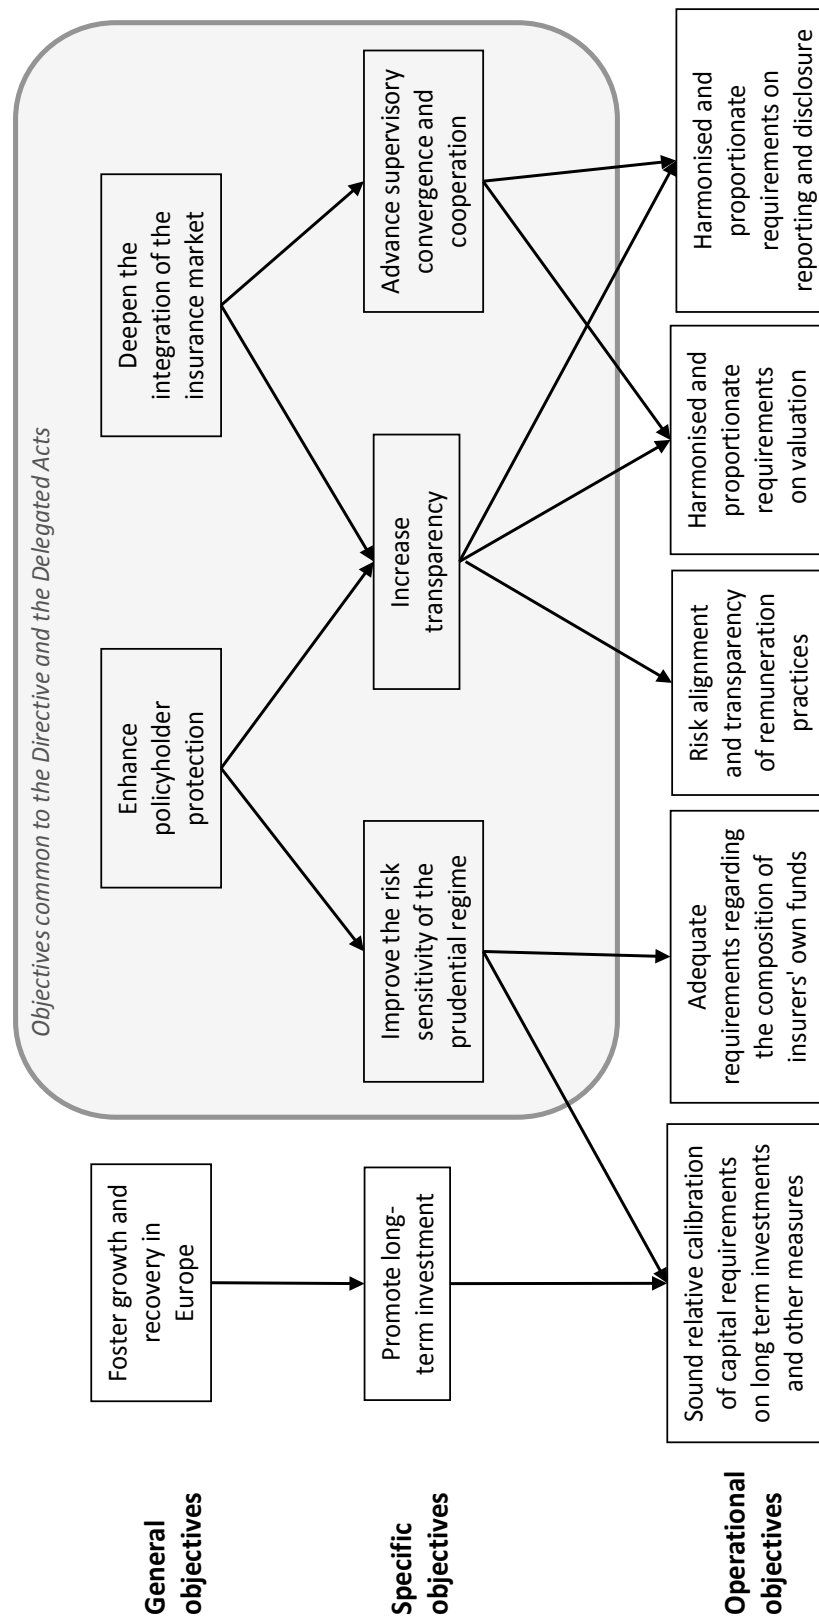 Objectives common to the Directive and the Delegated Acts
General
objectives
Foster growth and
recovery in
Europe
Enhance
policyholder
protection
Deepen the
integration of the
insurance market
Specific
objectives
Promote long-
term investment
Improve the risk
sensitivity of the
prudential regime
Increase
transparency
Advance supervisory
convergence and
cooperation
Operational
objectives
Sound relative calibration
of capital requirements
on long term investments
and other measures
Adequate
requirements regarding
the composition of
insurers' own funds
Risk alignment
and transparency
of remuneration
practices
Harmonised and
proportionate
requirements
on valuation
Harmonised and
proportionate
requirements on
reporting and disclosure